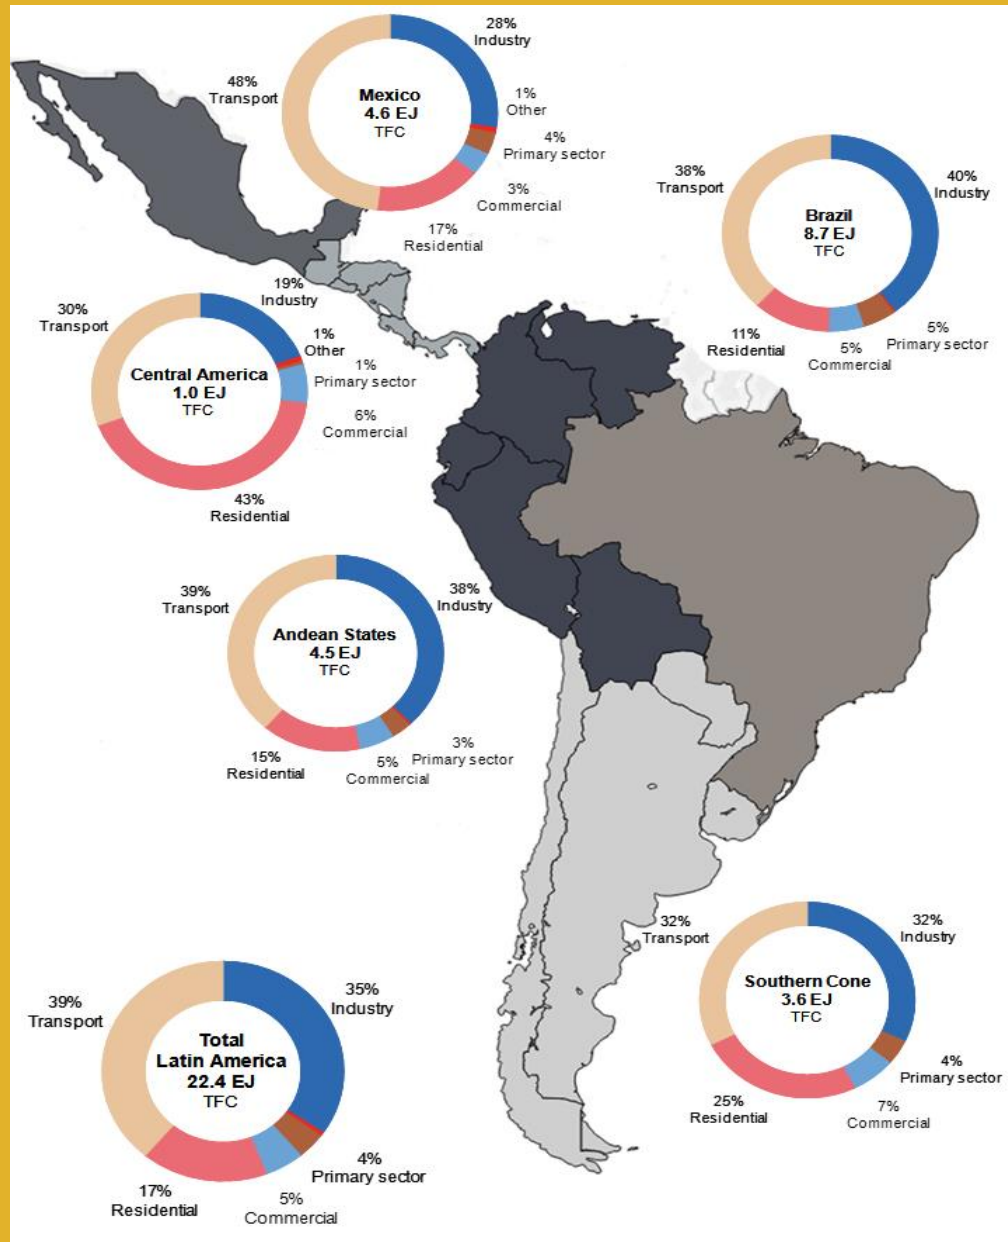 28%
Industry
48%
Transport
Mexico
4.6 EJ
TFC
1%
Other
4%
Primary sector
3%
Commercial
17%
Residential
38%
Transport
40%
Industry
Brazil
8.7 EJ
TFC
11%
Residential
5%
Commercial
5%
Primary sector
30%
Transport
19%
Industry
1%
Other
1%
Primary sector
Central America
1.0 EJ
TFC
6%
Commercial
43%
Residential
39%
Transport
38%
Industry
Andean States
4.5 EJ
TFC
15%
Residential
5%
Commercial
3%
Primary sector
32%
Transport
32%
Industry
Southern Cone
3.6 EJ
TFC
25%
Residential
7%
Commercial
4%
Primary sector
39%
Transport
35%
Industry
Total
Latin America
22.4 EJ
TFC
17%
Residential
5%
Commercial
4%
Primary sector